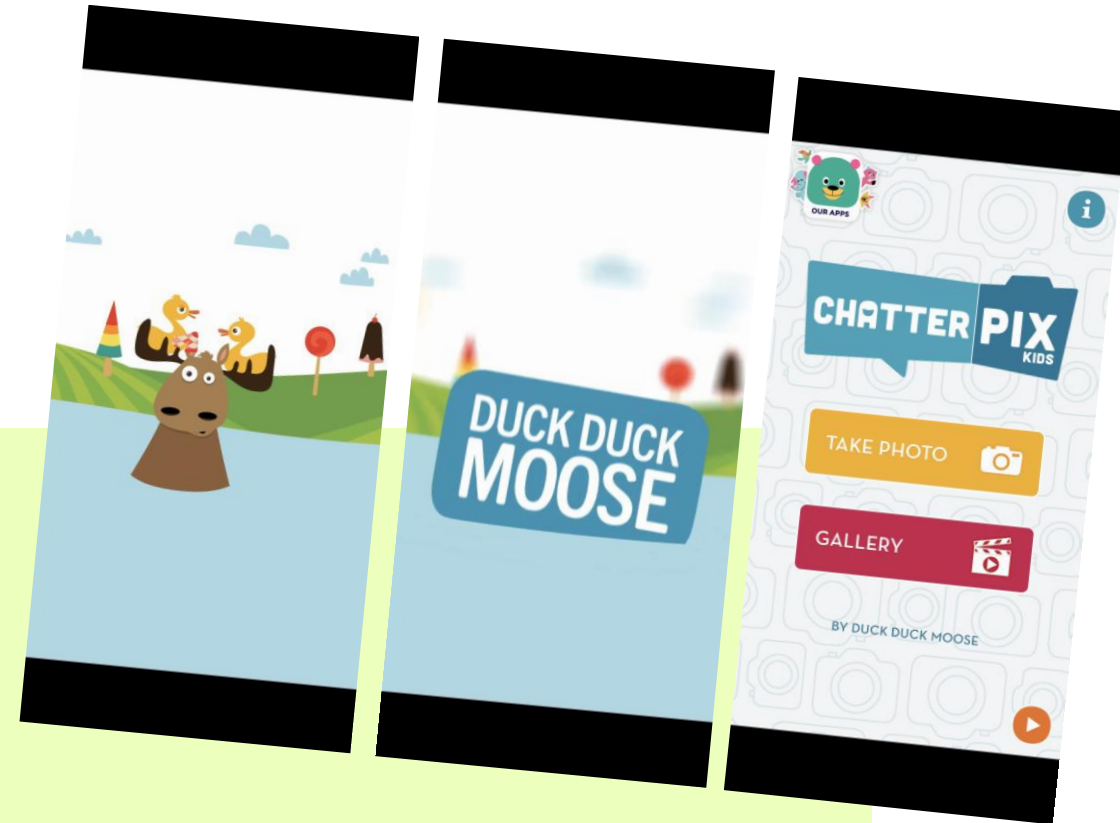 DUCK DUCK
MOOSE
OUR APPS
i
CHATTER PIX
KIDS
TAKE PHOTO
GALLERY
BY DUCK DUCK MOOSE